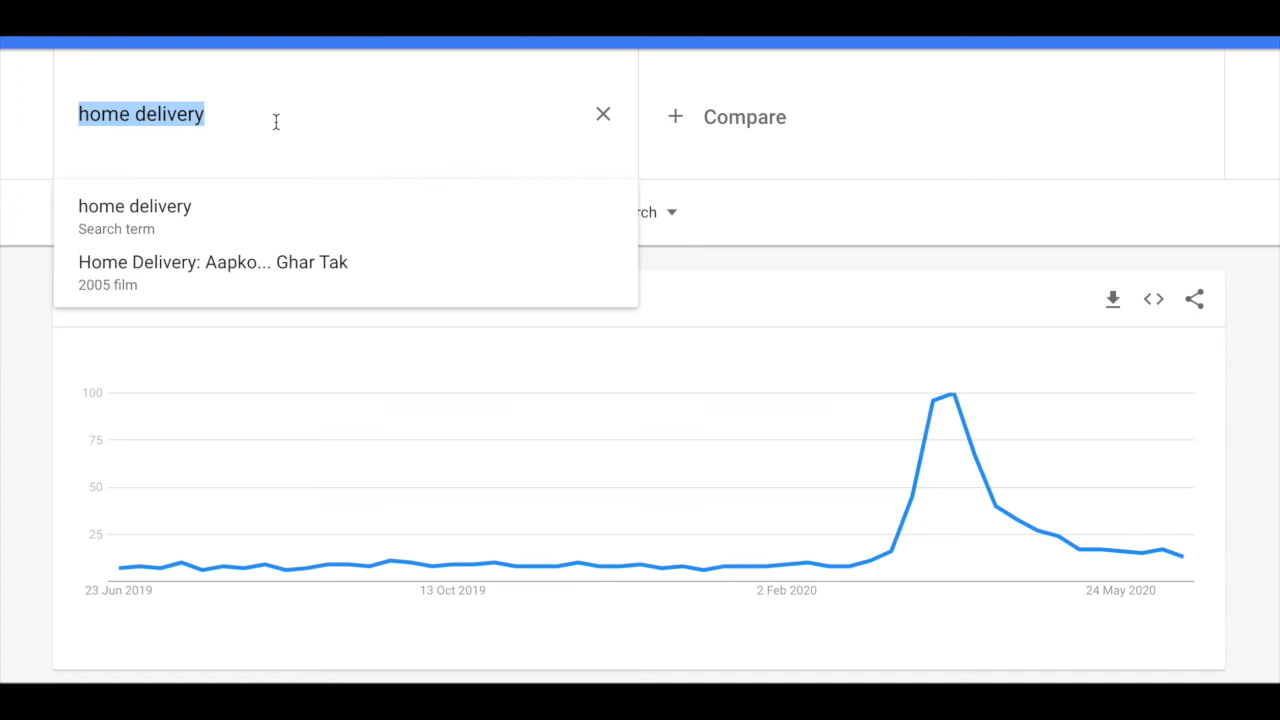 home delivery
Compare
home delivery
Search term
rch
Home Delivery: Aapko... Ghar Tak
2005 film
100
75
50
25
23 Jun 2019
13 Oct 2019
2 Feb 2020
24 May 2020